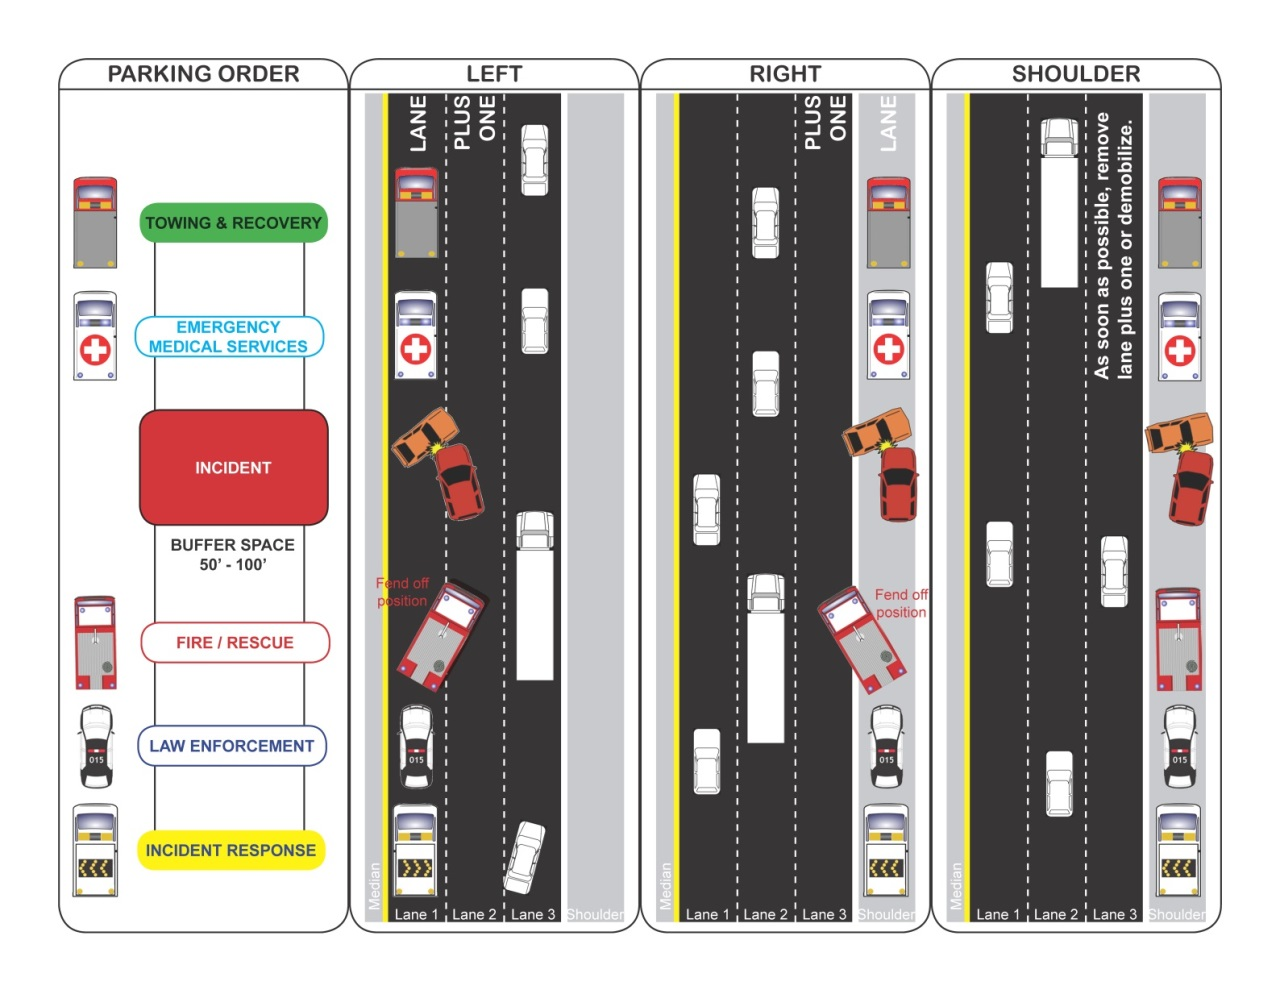 PARKING ORDER
TOWING & RECOVERY
EMERGENCY
MEDICAL SERVICES
INCIDENT
BUFFER SPACE
50’ - 100’
FIRE / RESCUE
LAW ENFORCEMENT
015
INCIDENT RESPONSE
LEFT
LANE
PLUS
ONE
Fend off
position
015
Median
Lane 1
Lane 2
Lane 3
Shoulder
RIGHT
PLUS
ONE
LANE
Fend off
position
015
Median
Lane 1
Lane 2
Lane 3
Shoulder
SHOULDER
As soon as possible, remove
lane plus one or demobilize.
015
Median
Lane 1
Lane 2
Lane 3
Shoulder